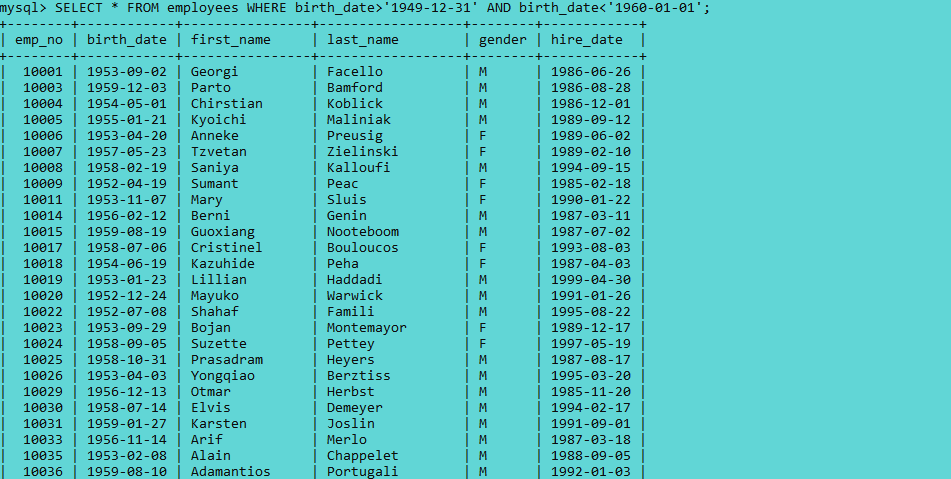 mysql> SELECT * FROM employees WHERE birth_date>'1949-12-31' AND birth_date<'1960-01-01';
+--------+------------+----------------+-----------------+--------+------------+
| emp_no | birth_date | first_name     | last_name       | gender | hire_date  |
+--------+------------+----------------+-----------------+--------+------------+
|  10001 | 1953-09-02 | Georgi         | Facello         | M      | 1986-06-26 |
|  10003 | 1959-12-03 | Parto          | Bamford         | M      | 1986-08-28 |
|  10004 | 1954-05-01 | Chirstian      | Koblick         | M      | 1986-12-01 |
|  10005 | 1955-01-21 | Kyoichi        | Maliniak        | M      | 1989-09-12 |
|  10006 | 1953-04-20 | Anneke         | Preusig         | F      | 1989-06-02 |
|  10007 | 1957-05-23 | Tzvetan        | Zielinski       | F      | 1989-02-10 |
|  10008 | 1958-02-19 | Saniya         | Kalloufi        | M      | 1994-09-15 |
|  10009 | 1952-04-19 | Sumant         | Peac            | F      | 1985-02-18 |
|  10011 | 1953-11-07 | Mary           | Sluis           | F      | 1990-01-22 |
|  10014 | 1956-02-12 | Berni          | Genin           | M      | 1987-03-11 |
|  10015 | 1959-08-19 | Guoxiang       | Nooteboom       | M      | 1987-07-02 |
|  10017 | 1958-07-06 | Cristinel      | Bouloucos       | F      | 1993-08-03 |
|  10018 | 1954-06-19 | Kazuhide       | Peha            | F      | 1987-04-03 |
|  10019 | 1953-01-23 | Lillian        | Haddadi         | M      | 1999-04-30 |
|  10020 | 1952-12-24 | Mayuko         | Warwick         | M      | 1991-01-26 |
|  10022 | 1952-07-08 | Shahaf         | Famili          | M      | 1995-08-22 |
|  10023 | 1953-09-29 | Bojan          | Montemayor      | F      | 1989-12-17 |
|  10024 | 1958-09-05 | Suzette        | Pettey          | F      | 1997-05-19 |
|  10025 | 1958-10-31 | Prasadram      | Heyers          | M      | 1987-08-17 |
|  10026 | 1953-04-03 | Yongqiao       | Berztiss        | M      | 1995-03-20 |
|  10029 | 1956-12-13 | Otmar          | Herbst          | M      | 1985-11-20 |
|  10030 | 1958-07-14 | Elvis          | Demeyer         | M      | 1994-02-17 |
|  10031 | 1959-01-27 | Karsten        | Joslin          | M      | 1991-09-01 |
|  10033 | 1956-11-14 | Arif           | Merlo           | M      | 1987-03-18 |
|  10035 | 1953-02-08 | Alain          | Chappelet       | M      | 1988-09-05 |
|  10036 | 1959-08-10 | Adamantios     | Portugali       | M      | 1992-01-03 |